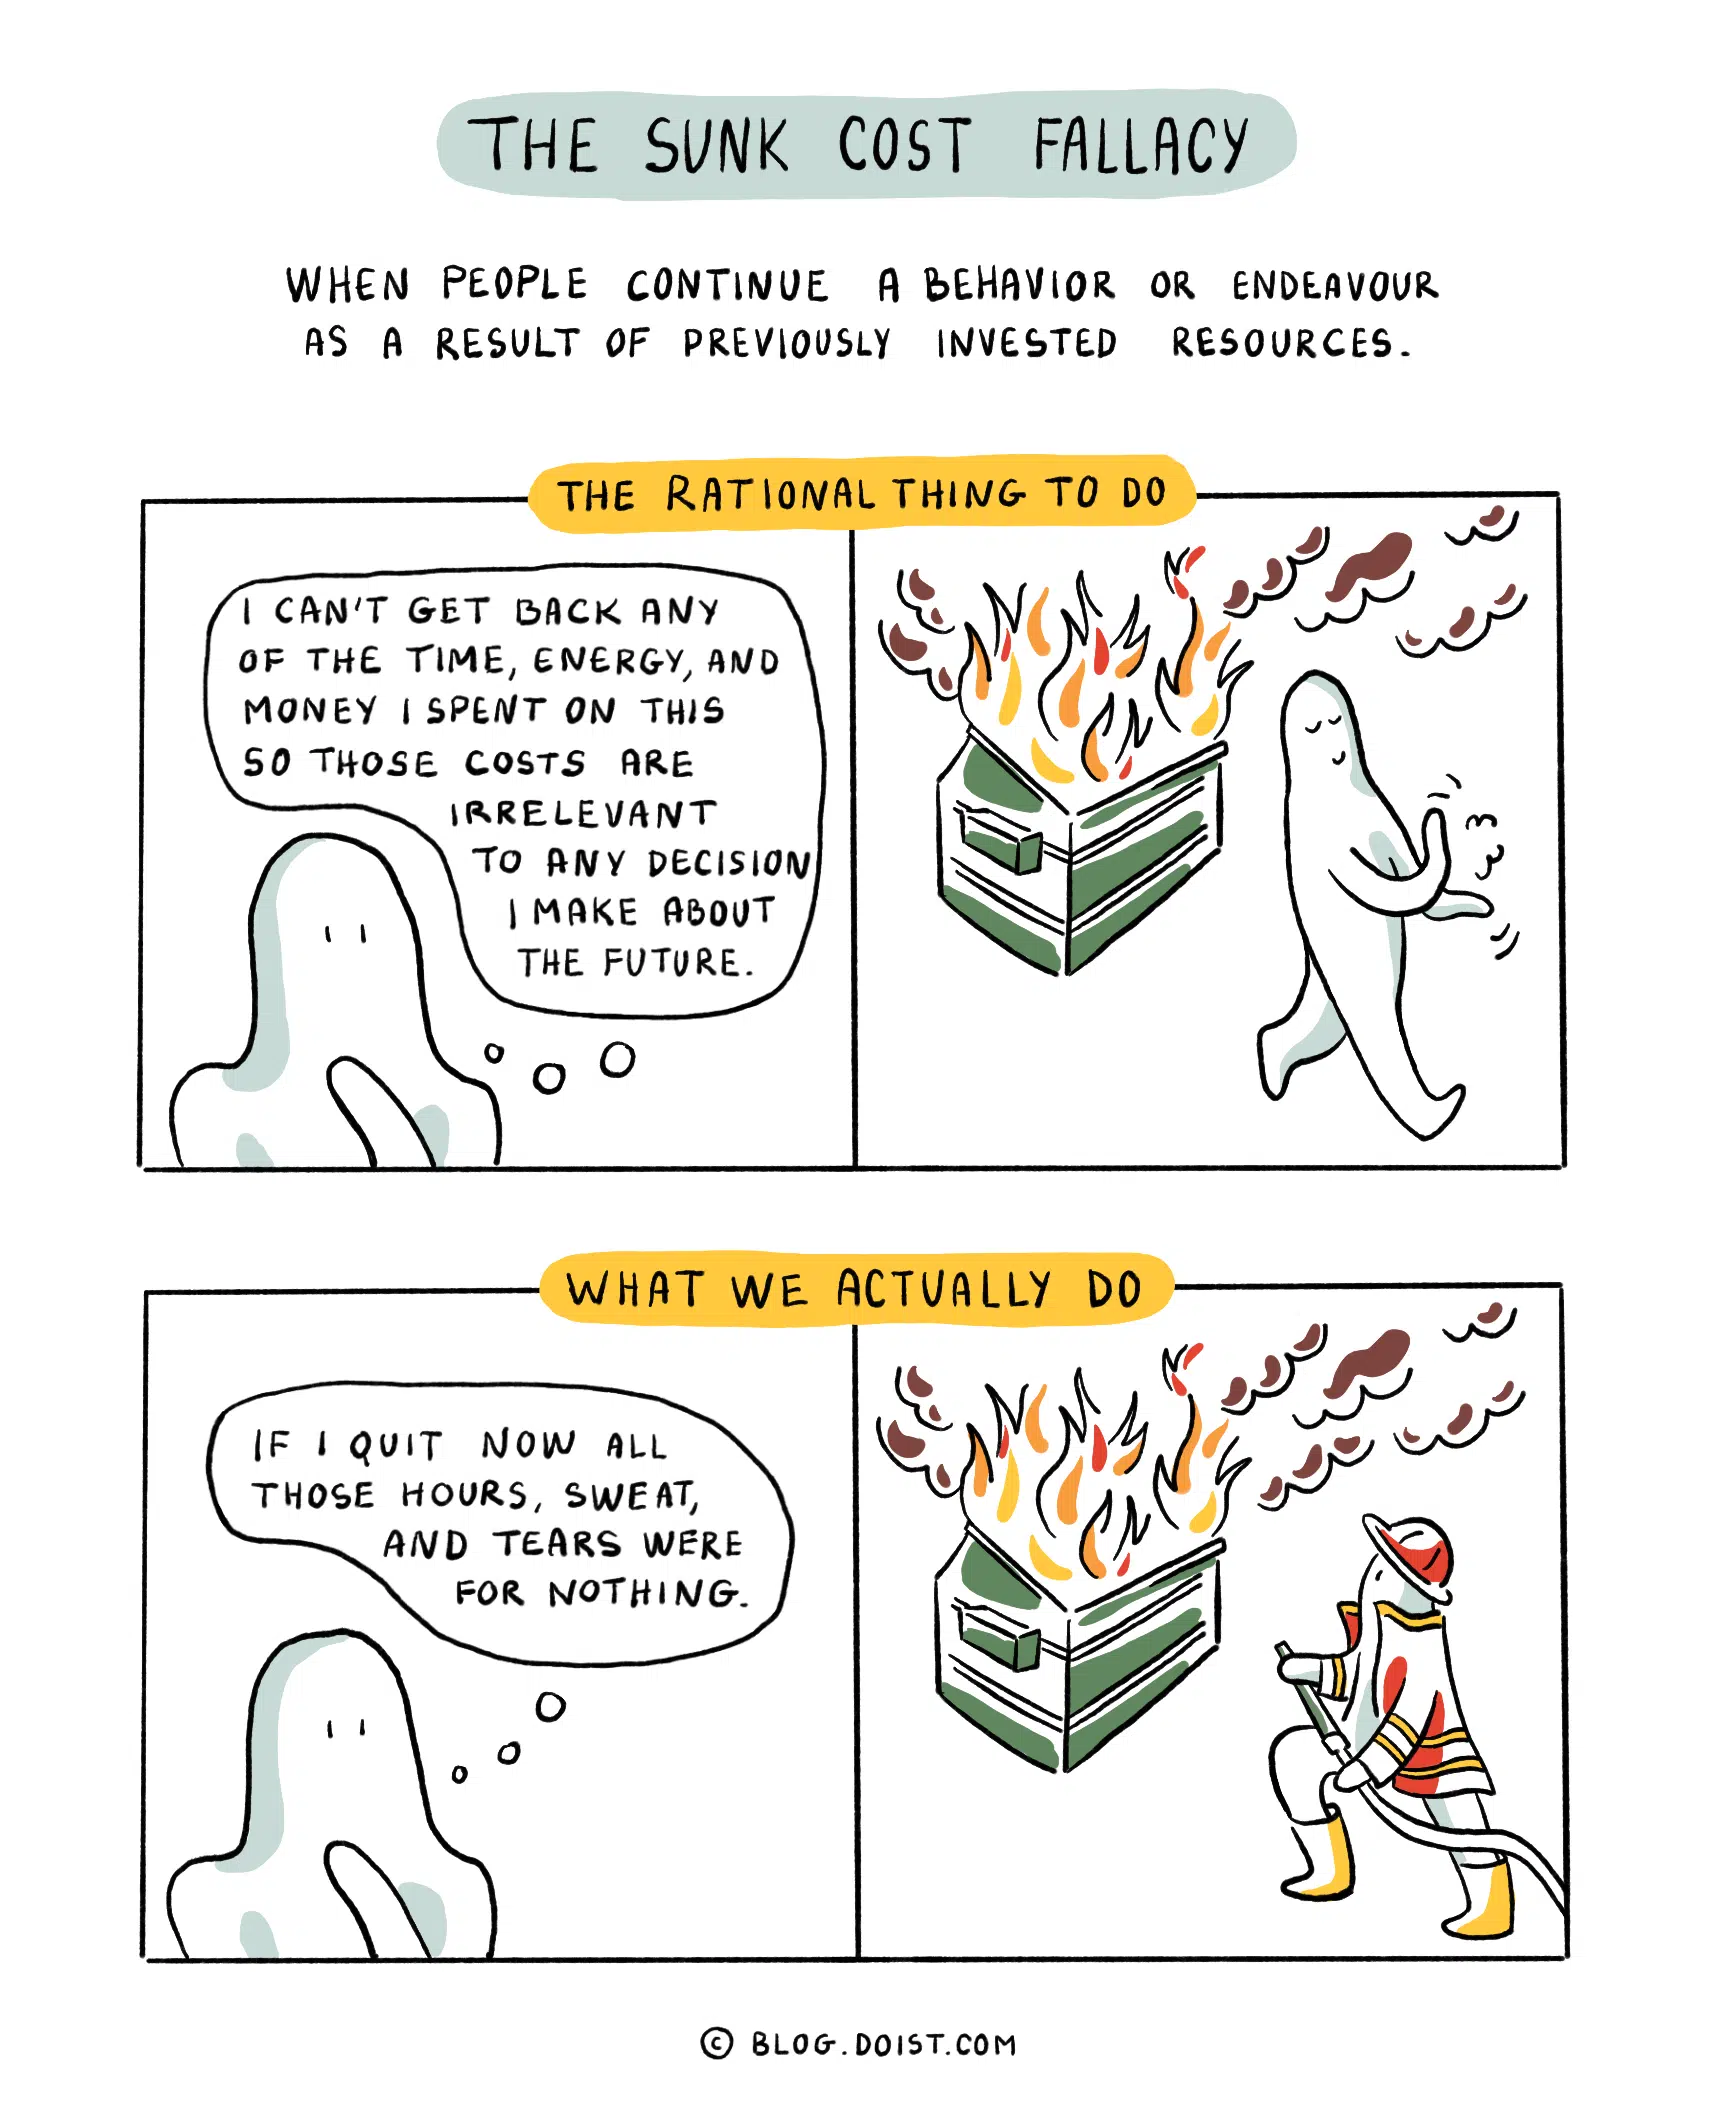 THE SUNK COST FALLACY
WHEN PEOPLE CONTINUE A BEHAVIOR OR ENDEAVOUR
AS A RESULT OF PREVIOUSLY INVESTED RESOURCES.
THE RATIONAL THING TO DO
I CAN'T GET BACK ANY
OF THE TIME, ENERGY, AND
MONEY I SPENT ON THIS
SO THOSE COSTS ARE
IRRELEVANT
TO ANY DECISION
I MAKE ABOUT
THE FUTURE.
WHAT WE ACTUALLY DO
IF I QUIT NOW ALL
THOSE HOURS, SWEAT,
AND TEARS WERE
FOR NOTHING.
© BLOG.DOIST.COM